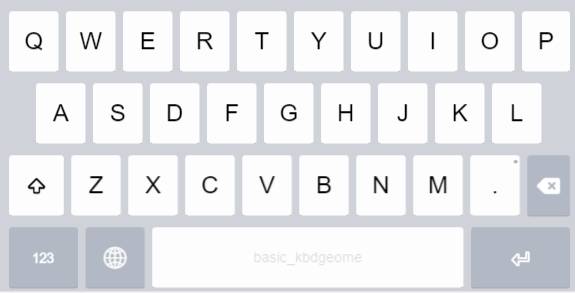 Q W E R T Y U I O P
A S D F G H J K L
Z X C V B N M .
123 basic_kbdgeome